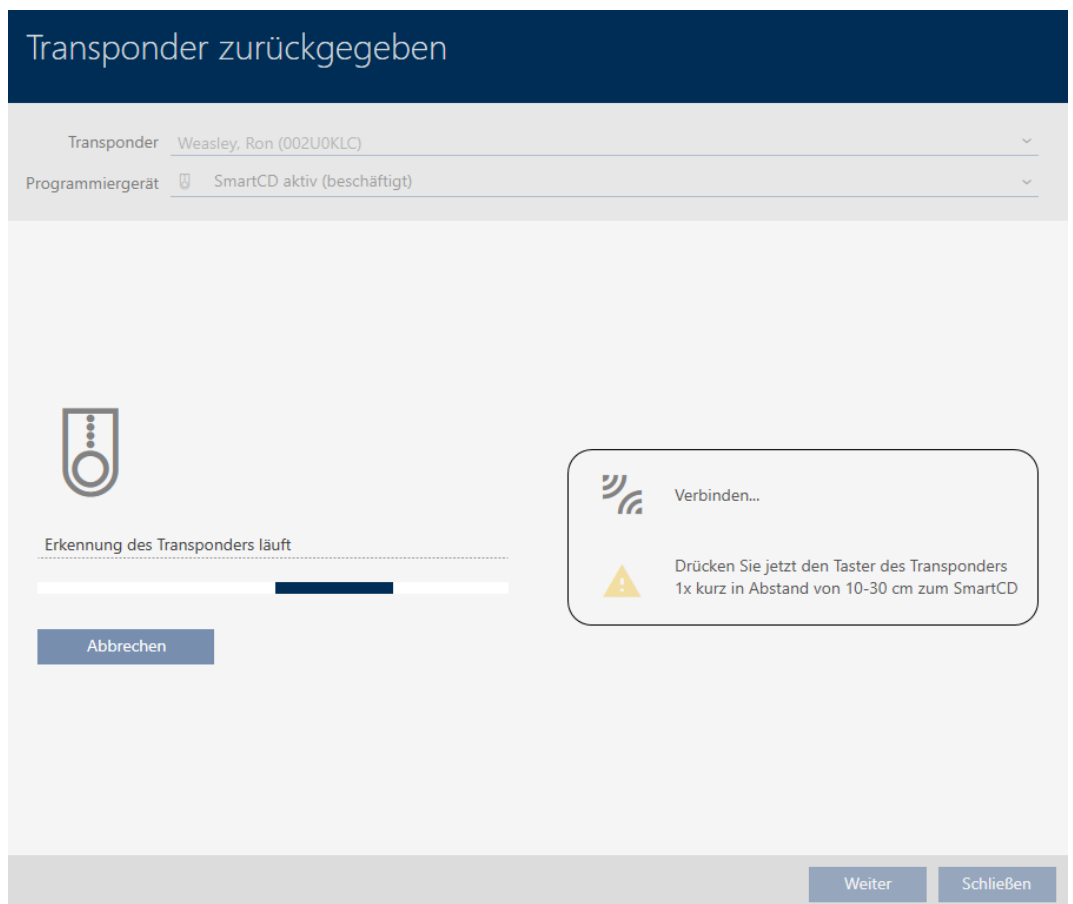 Transponder zurückgegeben
Transponder Weasley, Ron (002U0KLC)
Programmiergerät SmartCD aktiv (beschäftigt)
Verbinden...
Erkennung des Transponders läuft
Drücken Sie jetzt den Taster des Transponders
1x kurz in Abstand von 10-30 cm zum SmartCD
Abbrechen
Weiter Schließen